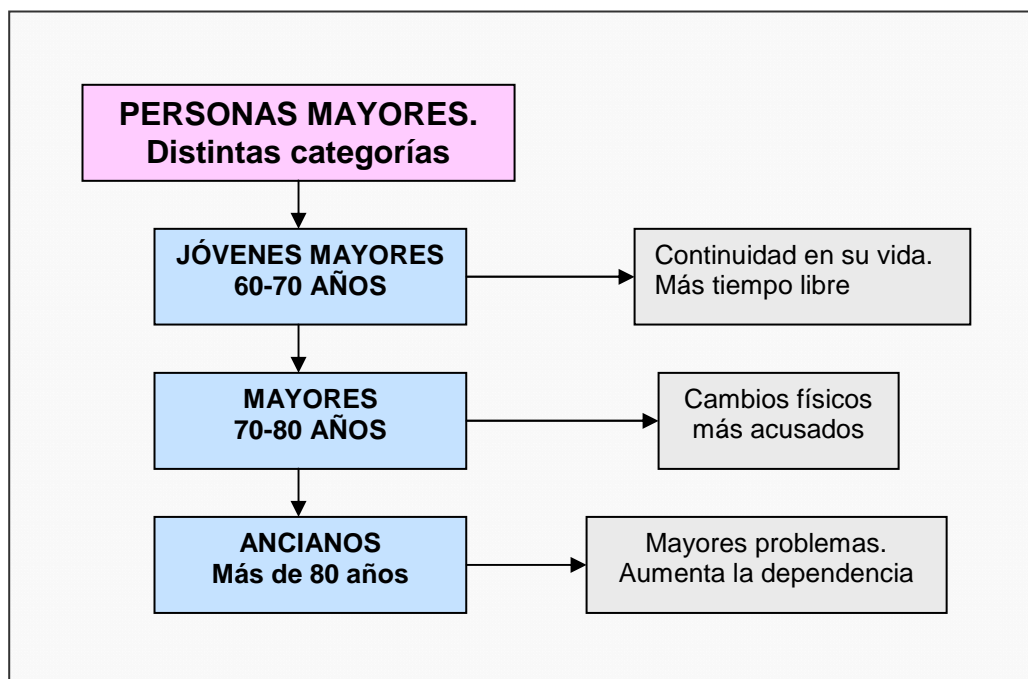 PERSONAS MAYORES.
Distintas categorías
JÓVENES MAYORES
60-70 AÑOS
Continuidad en su vida.
Más tiempo libre
MAYORES
70-80 AÑOS
Cambios físicos
más acusados
ANCIANOS
Más de 80 años
Mayores problemas.
Aumenta la dependencia